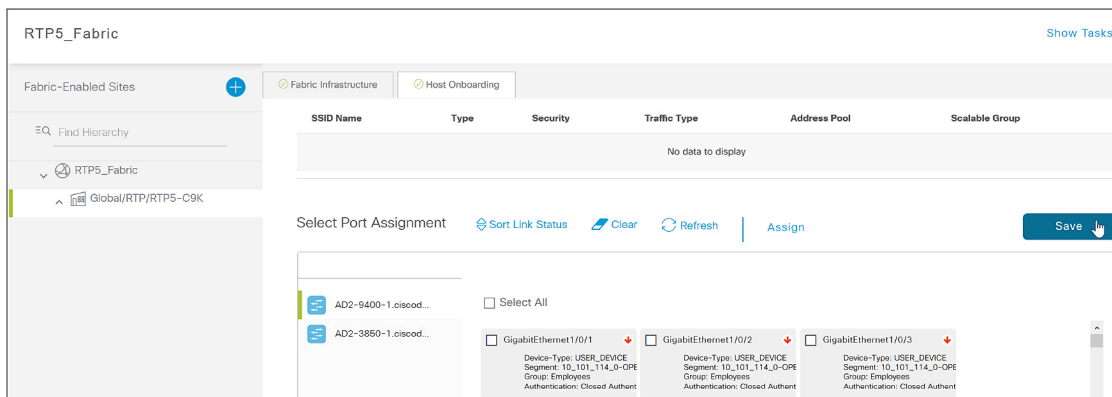 RTP5_Fabric
Show Tasks
Fabric-Enabled Sites
Fabric Infrastructure
Host Onboarding
Find Hierarchy
SSID Name Type Security Traffic Type Address Pool Scalable Group
No data to display
RTP5_Fabric
Global/RTP/RTP5-C9K
Select Port Assignment Sort Link Status Clear Refresh Assign Save
AD2-9400-1.ciscod...
Select All
AD2-3850-1.ciscod...
GigabitEthernet1/0/1 GigabitEthernet1/0/2 GigabitEthernet1/0/3
Device-Type: USER_DEVICE Device-Type: USER_DEVICE Device-Type: USER_DEVICE
Segment: 10_101_114_0-OPE Segment: 10_101_114_0-OPE Segment: 10_101_114_0-OPE
Group: Employees Group: Employees Group: Employees
Authentication: Closed Authent Authentication: Closed Authent Authentication: Closed Authent